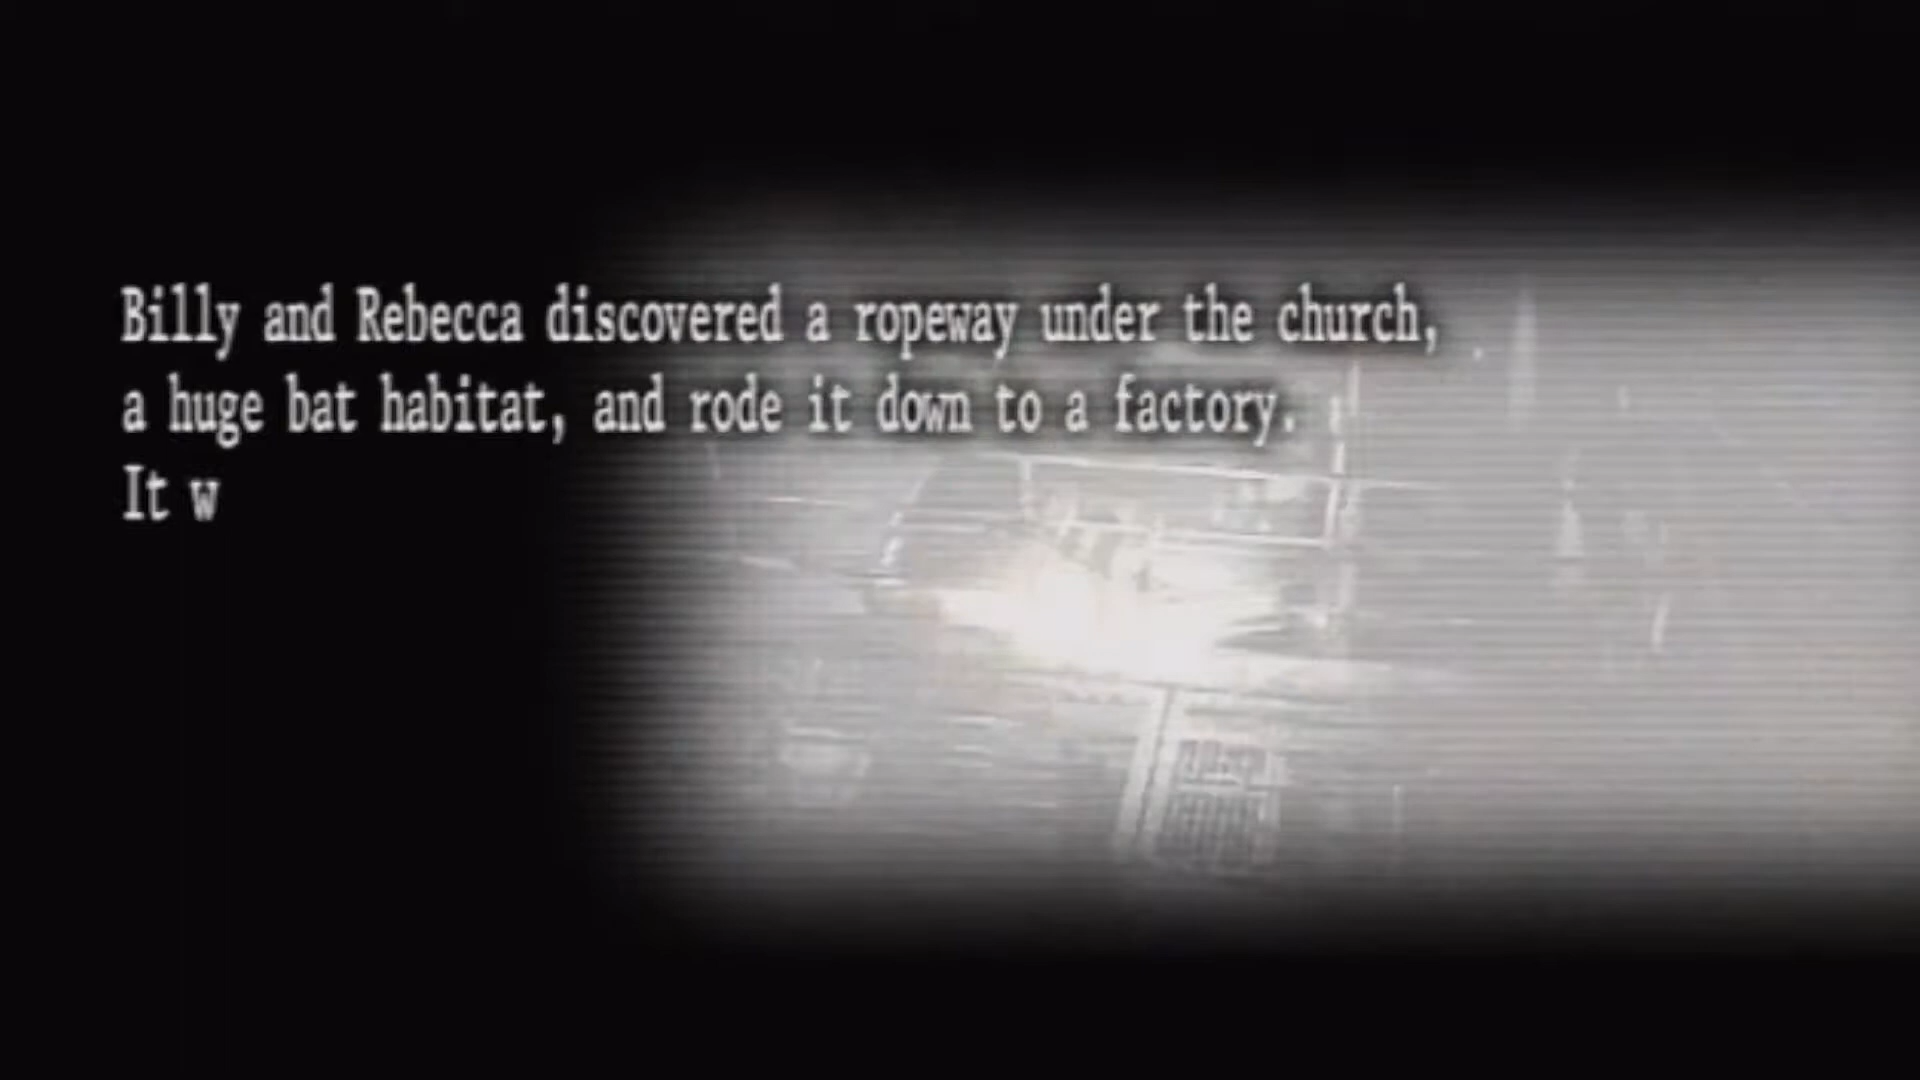 Billy and Rebecca discovered a ropeway under the church,
a huge bat habitat, and rode it down to a factory.
It w